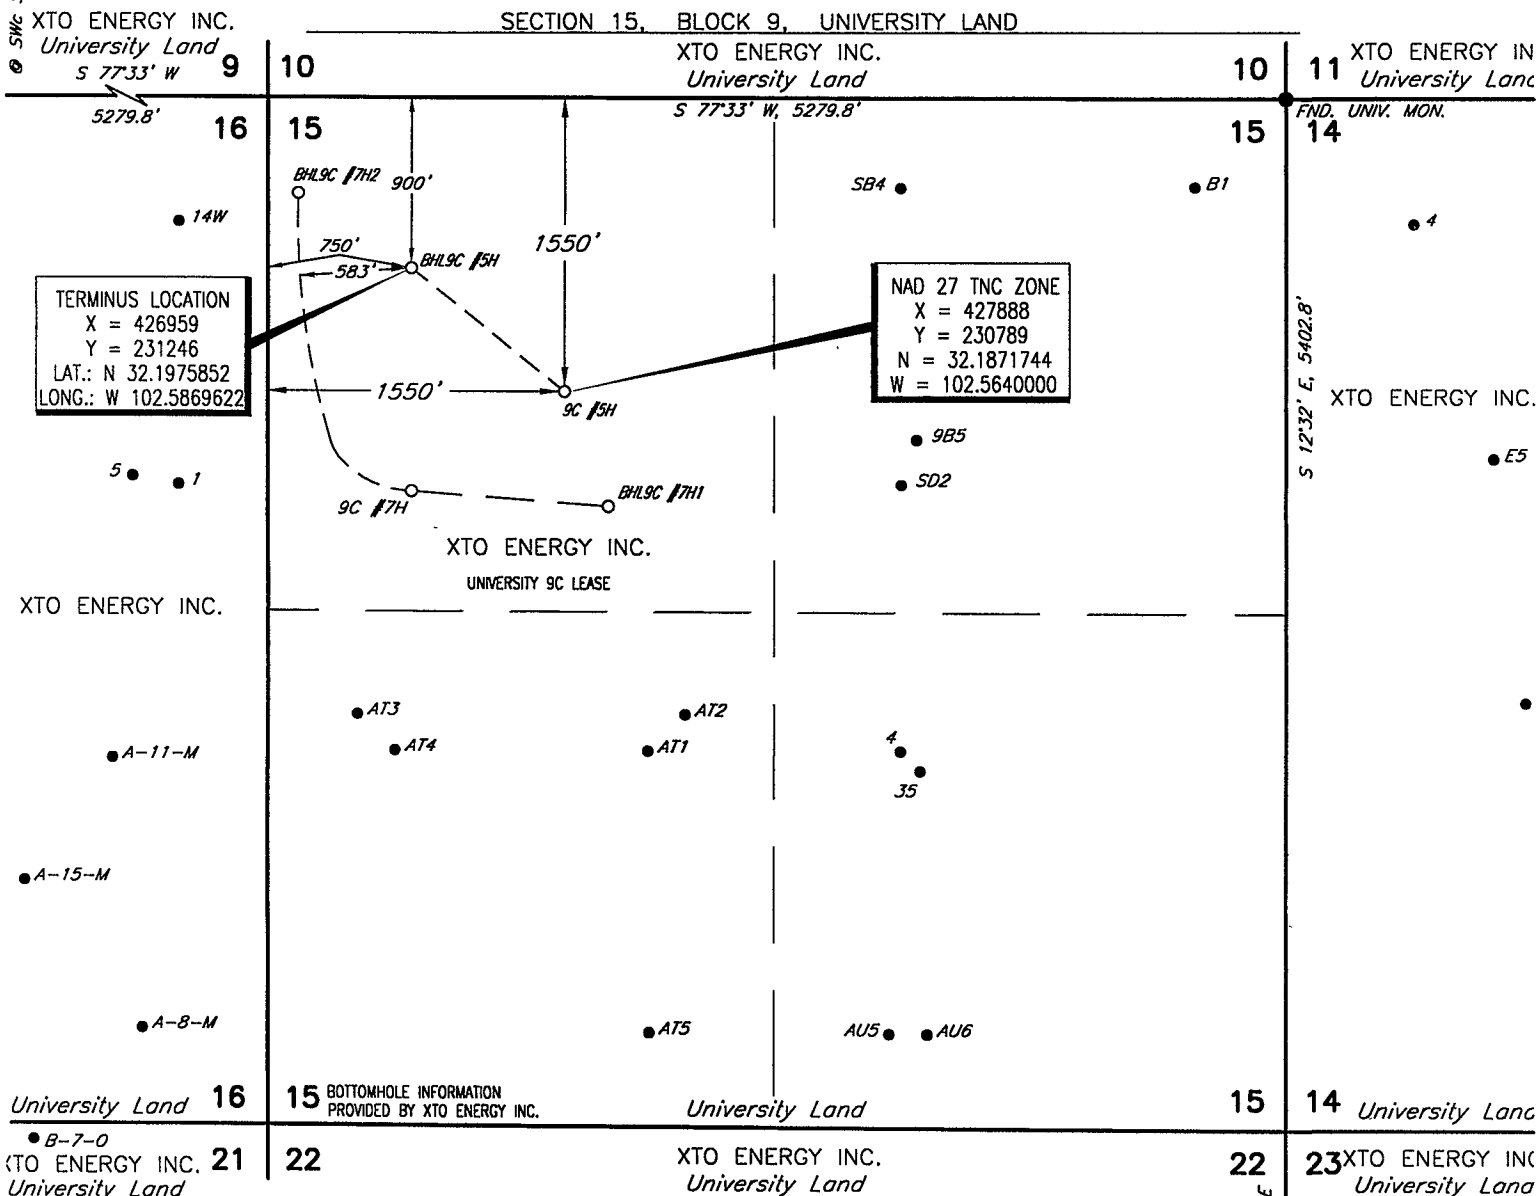 SECTION 15, BLOCK 9, UNIVERSITY LAND
SWc
XTO ENERGY INC.
University Land
S 77°33' W
5279.8'
9
10
XTO ENERGY INC.
University Land
10
11
XTO ENERGY IN
University Lanc
16
15
S 77°33' W, 5279.8'
15
FND. UNIV. MON.
14
BHL9C #7H2
900'
SB4
B1
14W
4
1550'
750'
BHL9C #5H
583'
TERMINUS LOCATION
X = 426959
Y = 231246
LAT.: N 32.1975852
LONG.: W 102.5869622
NAD 27 TNC ZONE
X = 427888
Y = 230789
N = 32.1871744
W = 102.5640000
S 12°32' E, 5402.8'
1550'
9C #5H
XTO ENERGY INC.
9B5
E5
5
1
SD2
9C #7H
BHL9C #7H1
XTO ENERGY INC.
UNIVERSITY 9C LEASE
XTO ENERGY INC.
AT3
AT2
A-11-M
AT4
AT1
4
35
A-15-M
A-8-M
AT5
AU5
AU6
University Land
16
15
BOTTOMHOLE INFORMATION
PROVIDED BY XTO ENERGY INC.
University Land
15
14
University Lanc
B-7-O
XTO ENERGY INC.
University Land
21
22
XTO ENERGY INC.
University Land
22
23
XTO ENERGY INC
University Land